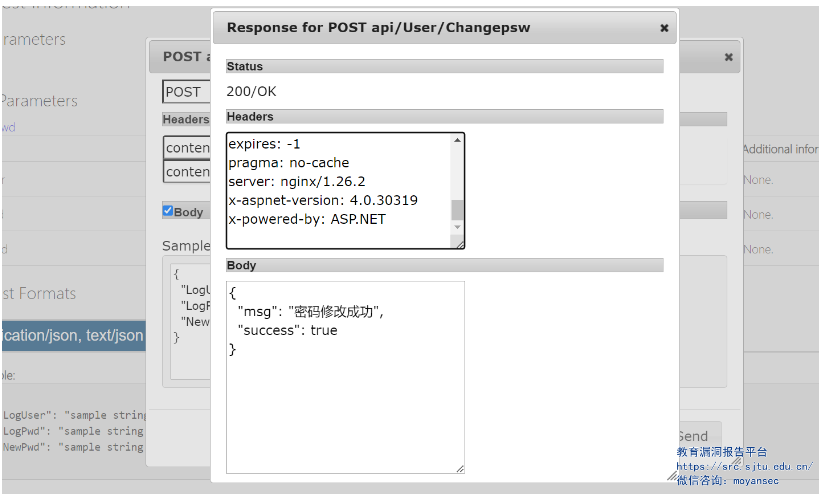 Response for POST api/User/Changepsw
Status
200/OK
Headers
expires: -1
pragma: no-cache
server: nginx/1.26.2
x-aspnet-version: 4.0.30319
x-powered-by: ASP.NET
Body
{
"msg": "密码修改成功",
"success": true
}
rameters
Parameters
wd
POST a
POST
Headers
conten
conten
Body
Sample
{
"LogU
"LogP
"New
}
Additional infor
None.
None.
None.
st Formats
ication/json, text/json
ple:
LogUser": "sample string
LogPwd": "sample string
NewPwd": "sample string
Send
教育漏洞报告平台
https://src.sjtu.edu.cn/
微信咨询: moyansec